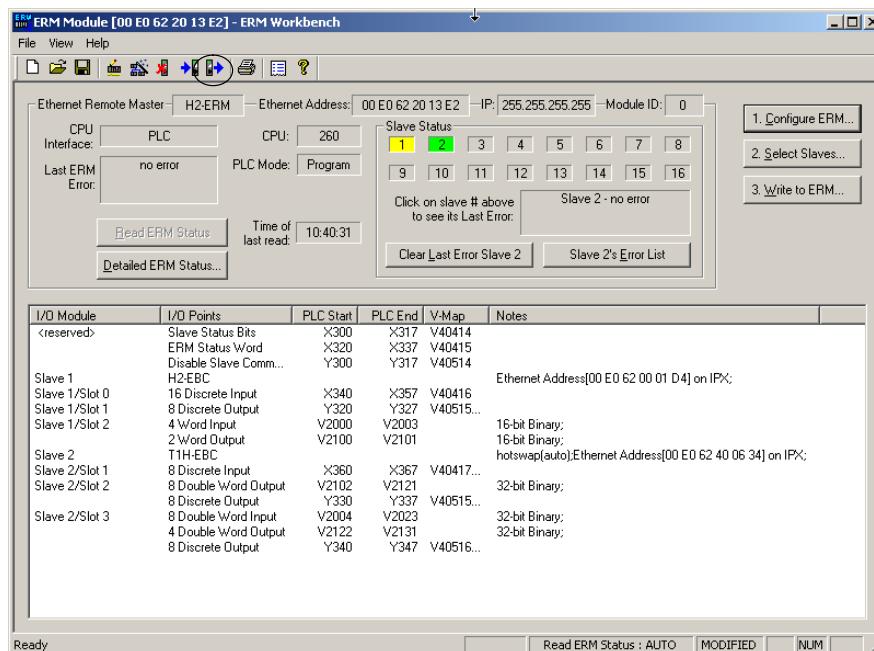 ERM Module [00 E0 62 20 13 E2] - ERM Workbench
File View Help
Ethernet Remote Master H2-ERM Ethernet Address: 00 E0 62 20 13 E2 IP: 255.255.255.255 Module ID: 0
CPU Interface: PLC CPU: 260
Last ERM Error: no error PLC Mode: Program
Read ERM Status Time of last read: 10:40:31
Detailed ERM Status...
Slave Status
1 2 3 4 5 6 7 8
9 10 11 12 13 14 15 16
Click on slave # above
to see its Last Error: Slave 2 - no error
Clear Last Error Slave 2 Slave 2's Error List
1. Configure ERM...
2. Select Slaves...
3. Write to ERM...
I/O Module I/O Points PLC Start PLC End V-Map Notes
<reserved> Slave Status Bits X300 X317 V40414
ERM Status Word X320 X337 V40415
Disable Slave Comm... Y300 Y317 V40514
Slave 1 H2-EBC Ethernet Address[00 E0 62 00 01 D4] on IPX;
Slave 1/Slot 0 16 Discrete Input X340 X357 V40416
Slave 1/Slot 1 8 Discrete Output Y320 Y327 V40515...
Slave 1/Slot 2 4 Word Input V2000 V2003 16-bit Binary;
2 Word Output V2100 V2101 16-bit Binary;
Slave 2 T1H-EBC hotswap(auto);Ethernet Address[00 E0 62 40 06 34] on IPX;
Slave 2/Slot 1 8 Discrete Input X360 X367 V40417...
Slave 2/Slot 2 8 Double Word Output V2102 V2121 32-bit Binary;
8 Discrete Output Y330 Y337 V40515...
Slave 2/Slot 3 8 Double Word Input V2004 V2023 32-bit Binary;
4 Double Word Output V2122 V2131 32-bit Binary;
8 Discrete Output Y340 Y347 V40516...
Ready Read ERM Status : AUTO MODIFIED NUM